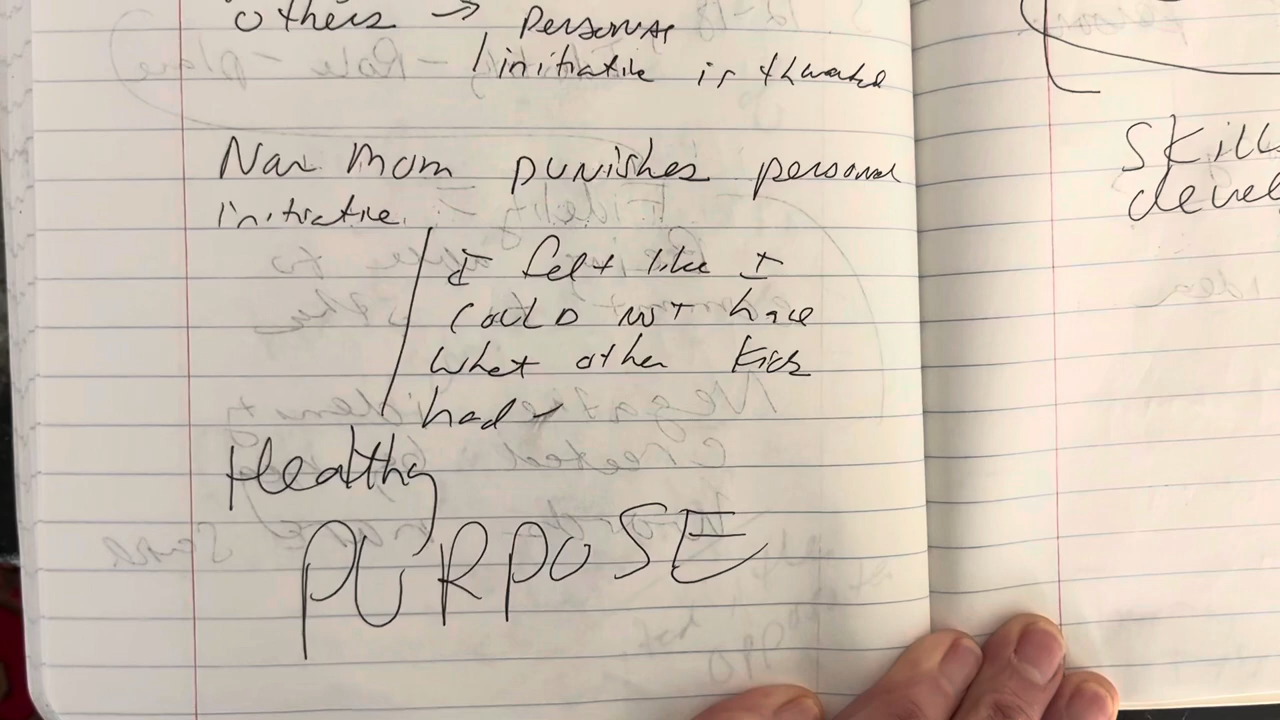 others → personal
initiative is thwarted
Nar Mom punishes personal
initiative.
I felt like I
could not have
what other kids
had
Healthy
PURPOSE
Skills
devel